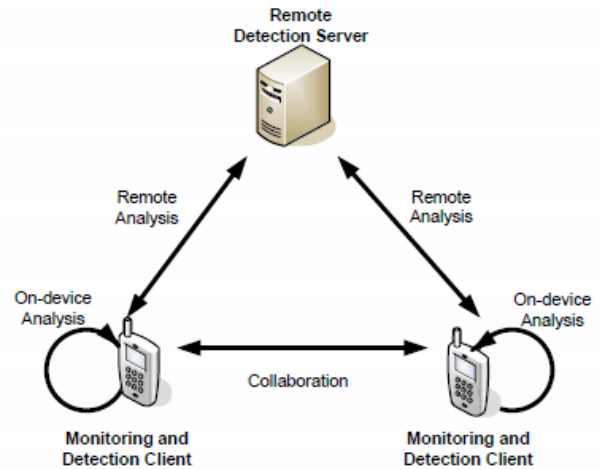 Remote
Detection Server
Remote
Analysis
Remote
Analysis
On-device
Analysis
On-device
Analysis
Collaboration
Monitoring and
Detection Client
Monitoring and
Detection Client